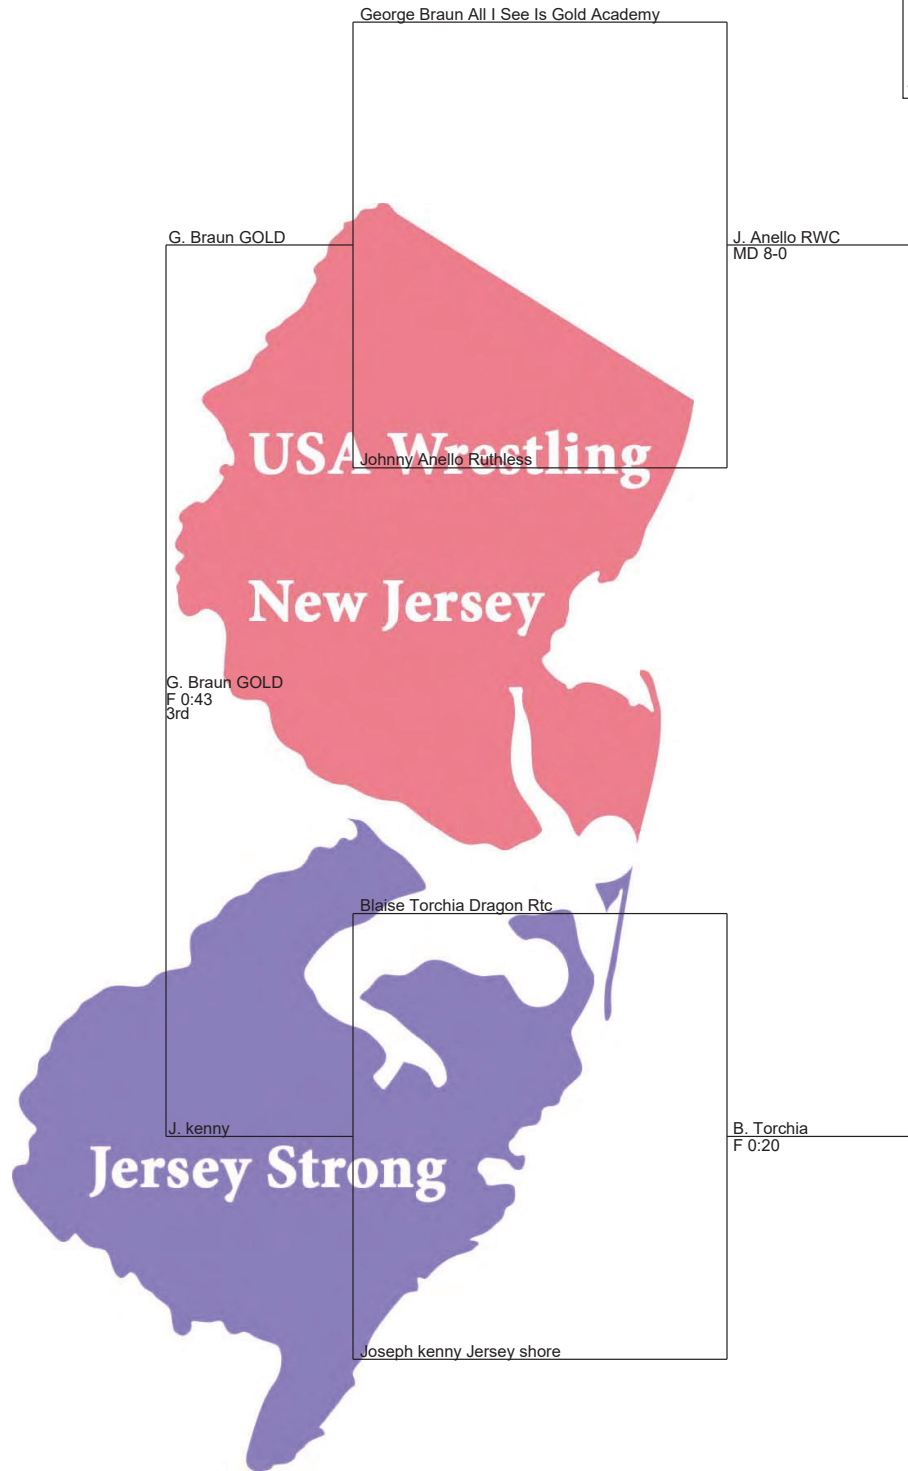 George Braun All I See Is Gold Academy
G. Braun GOLD
J. Anello RWC
MD 8-0
USA Wrestling
Johnny Anello Ruthless
New Jersey
G. Braun GOLD
F 0:43
3rd
Blaise Torchia Dragon Rtc
J. kenny
B. Torchia
F 0:20
Jersey Strong
Joseph kenny Jersey shore